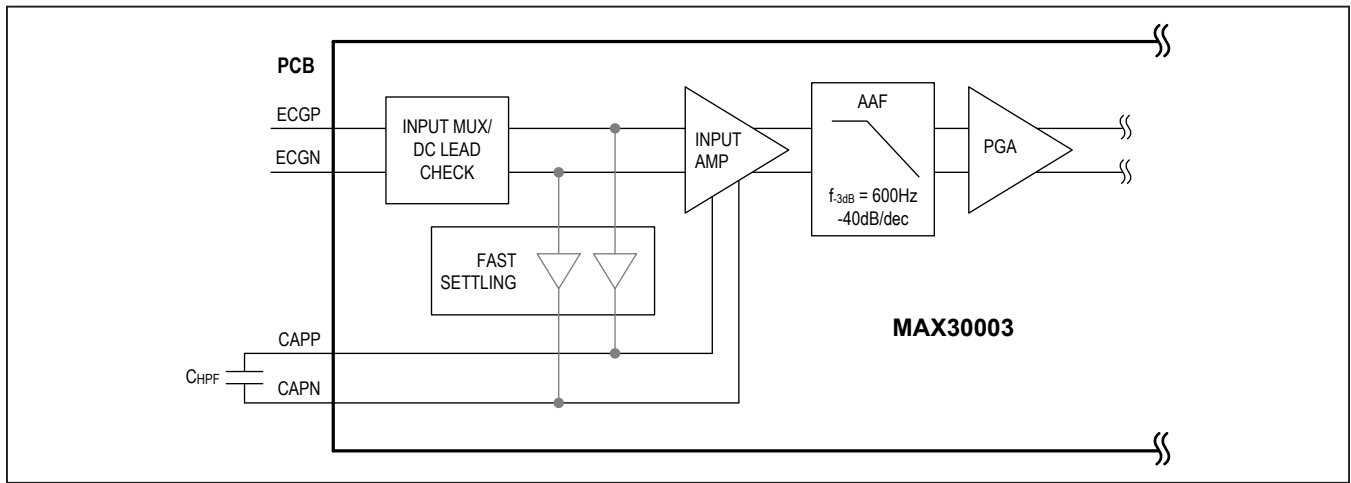 PCB
ECGP
ECGN
INPUT MUX/
DC LEAD
CHECK
INPUT
AMP
AAF
f-3dB = 600Hz
-40dB/dec
PGA
FAST
SETTLING
MAX30003
CAPP
CHPF
CAPN